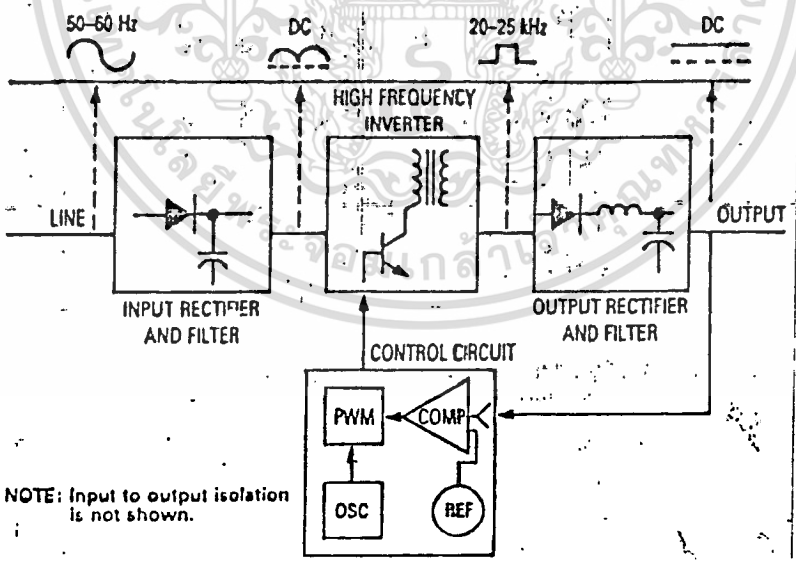 50–60 Hz
DC
20–25 kHz
DC
HIGH FREQUENCY
INVERTER
LINE
OUTPUT
INPUT RECTIFIER
AND FILTER
OUTPUT RECTIFIER
AND FILTER
CONTROL CIRCUIT
PWM
COMP
OSC
REF
NOTE: Input to output isolation
is not shown.